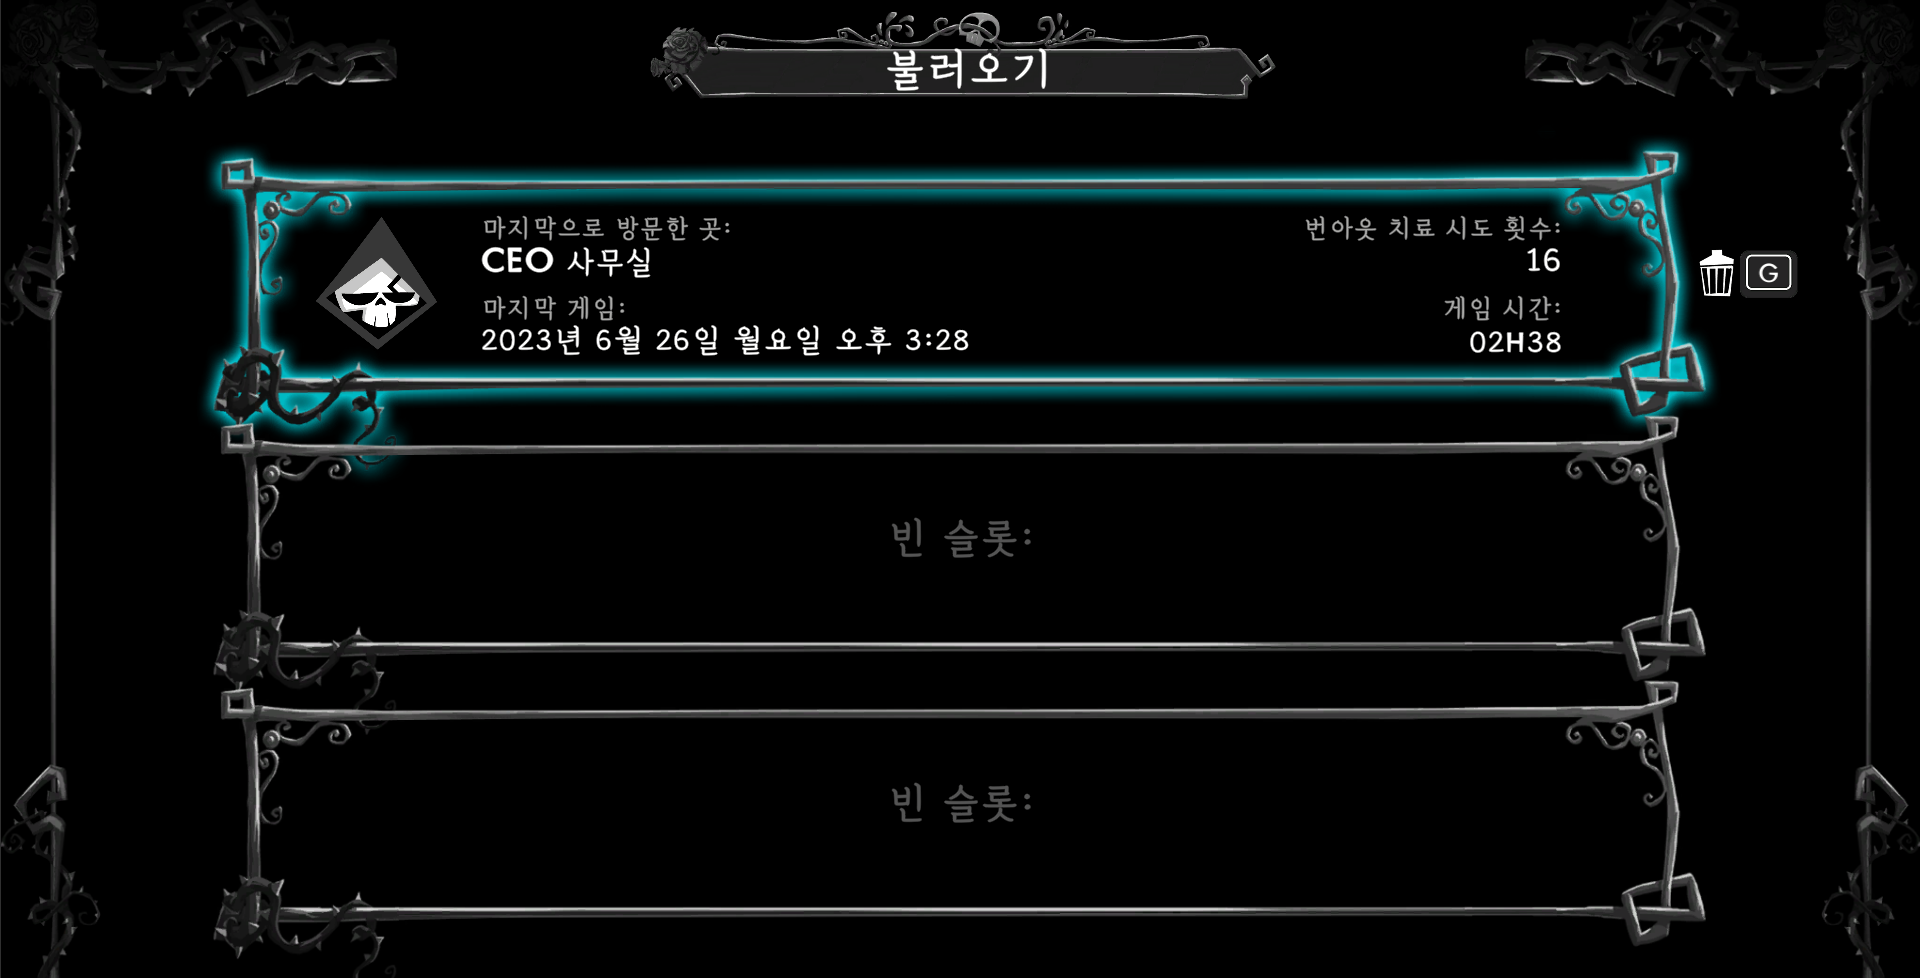 불러오기
마지막으로 방문한 곳:
CEO 사무실
마지막 게임:
2023년 6월 26일 월요일 오후 3:28
번아웃 치료 시도 횟수:
16
게임 시간:
02H38
G
빈 슬롯:
빈 슬롯: